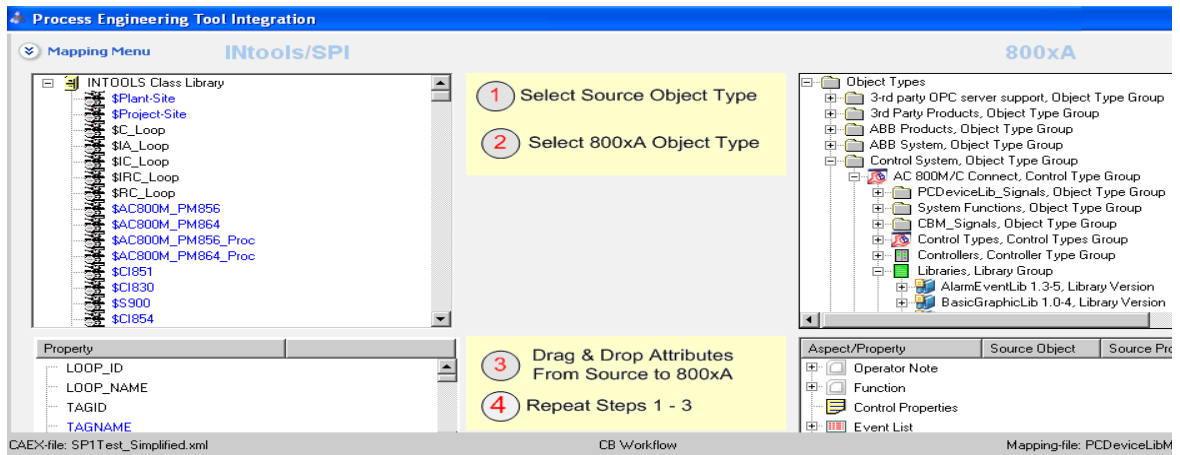 Process Engineering Tool Integration
Mapping Menu
INtools/SPI
800xA
INTOOLS Class Library
$Plant-Site
$Project-Site
$C_Loop
$IA_Loop
$IC_Loop
$IRC_Loop
$RC_Loop
$AC800M_PM856
$AC800M_PM864
$AC800M_PM856_Proc
$AC800M_PM864_Proc
$CI851
$CI830
$S900
$CI854
1 Select Source Object Type
2 Select 800xA Object Type
Object Types
3-rd party OPC server support, Object Type Group
3rd Party Products, Object Type Group
ABB Products, Object Type Group
ABB System, Object Type Group
Control System, Object Type Group
AC 800M/C Connect, Control Type Group
PCDeviceLib_Signals, Object Type Group
System Functions, Object Type Group
CBM_Signals, Object Type Group
Control Types, Control Types Group
Controllers, Controller Type Group
Libraries, Library Group
AlarmEventLib 1.3-5, Library Version
BasicGraphicLib 1.0-4, Library Version
Property
LOOP_ID
LOOP_NAME
TAGID
TAGNAME
3 Drag & Drop Attributes
From Source to 800xA
4 Repeat Steps 1 - 3
Aspect/Property Source Object Source Pro
Operator Note
Function
Control Properties
Event List
CAEX-file: SP1Test_Simplified.xml
CB Workflow
Mapping-file: PCDeviceLibM